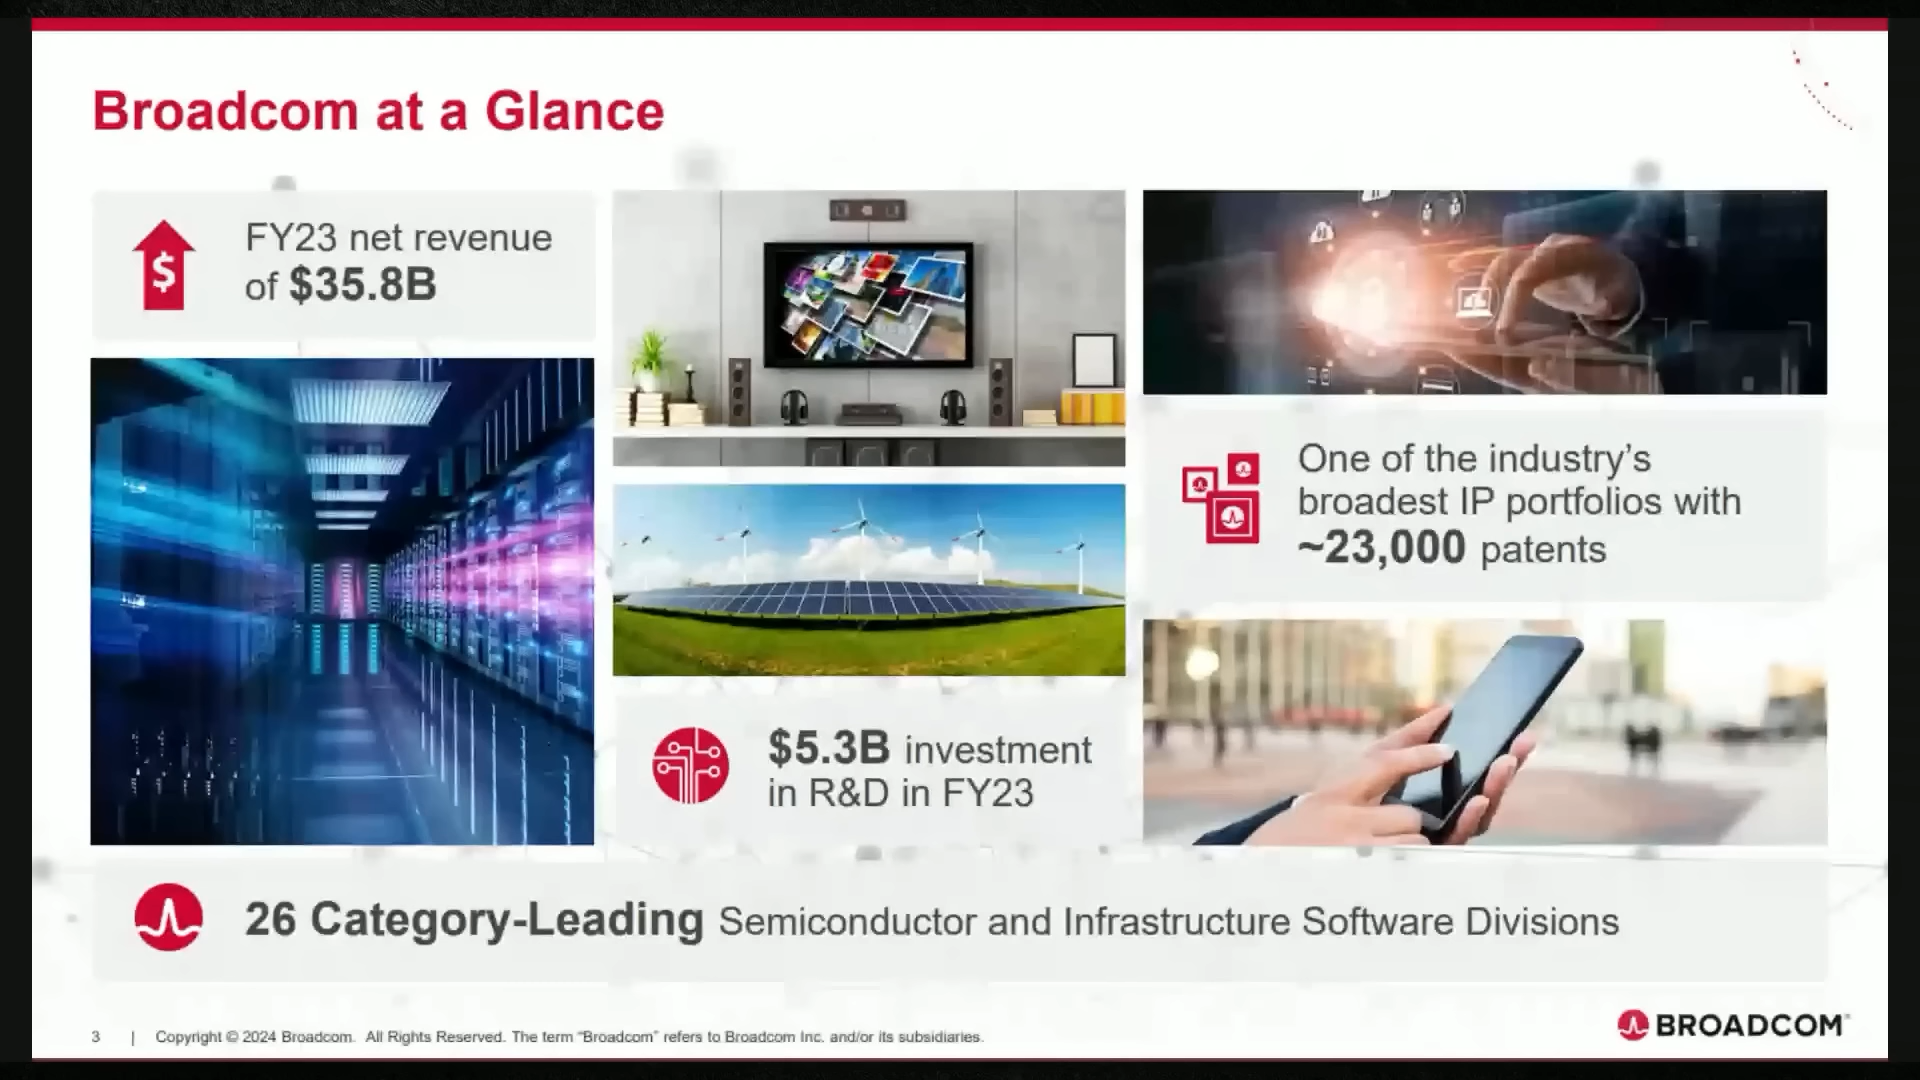 Broadcom at a Glance
FY23 net revenue
of $35.8B
$
One of the industry's
broadest IP portfolios with
~23,000 patents
$5.3B investment
in R&D in FY23
26 Category-Leading Semiconductor and Infrastructure Software Divisions
3 | Copyright © 2024 Broadcom. All Rights Reserved. The term “Broadcom” refers to Broadcom Inc. and/or its subsidiaries.
BROADCOM